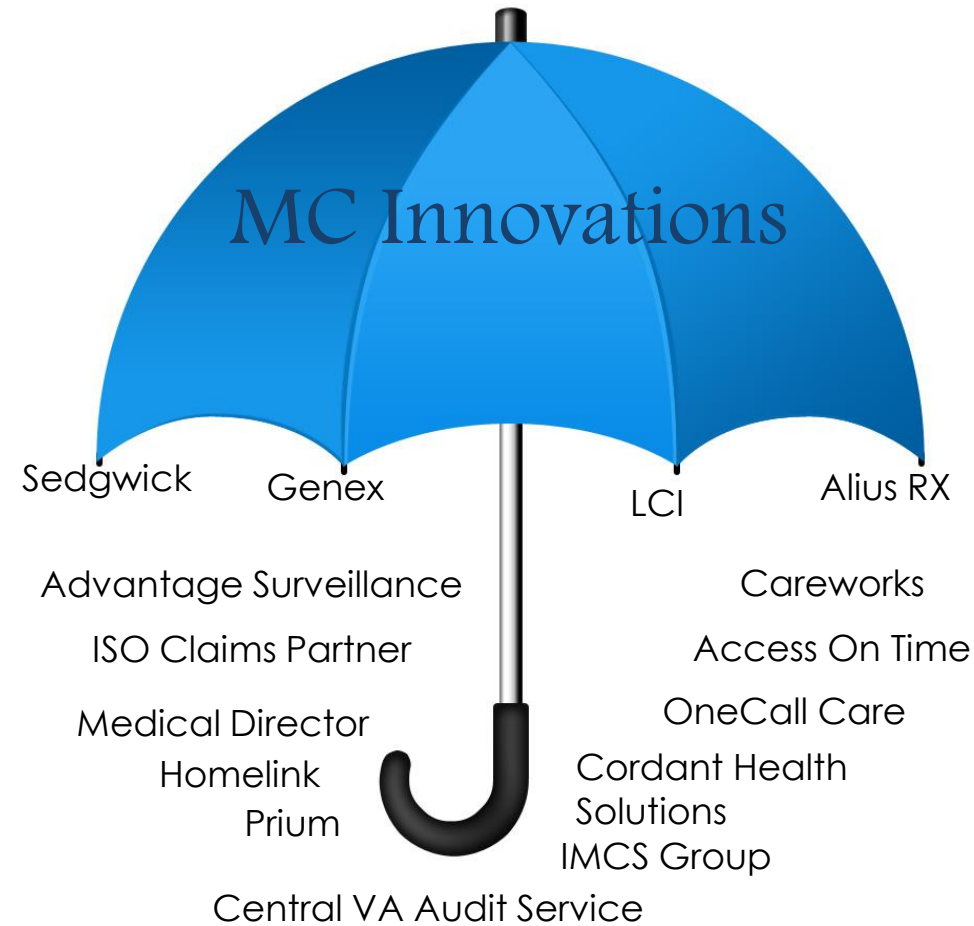 MC Innovations
Sedgwick
Genex
LCI
Alius RX
Advantage Surveillance
Careworks
ISO Claims Partner
Access On Time
Medical Director
OneCall Care
Homelink
Cordant Health
Solutions
Prium
IMCS Group
Central VA Audit Service